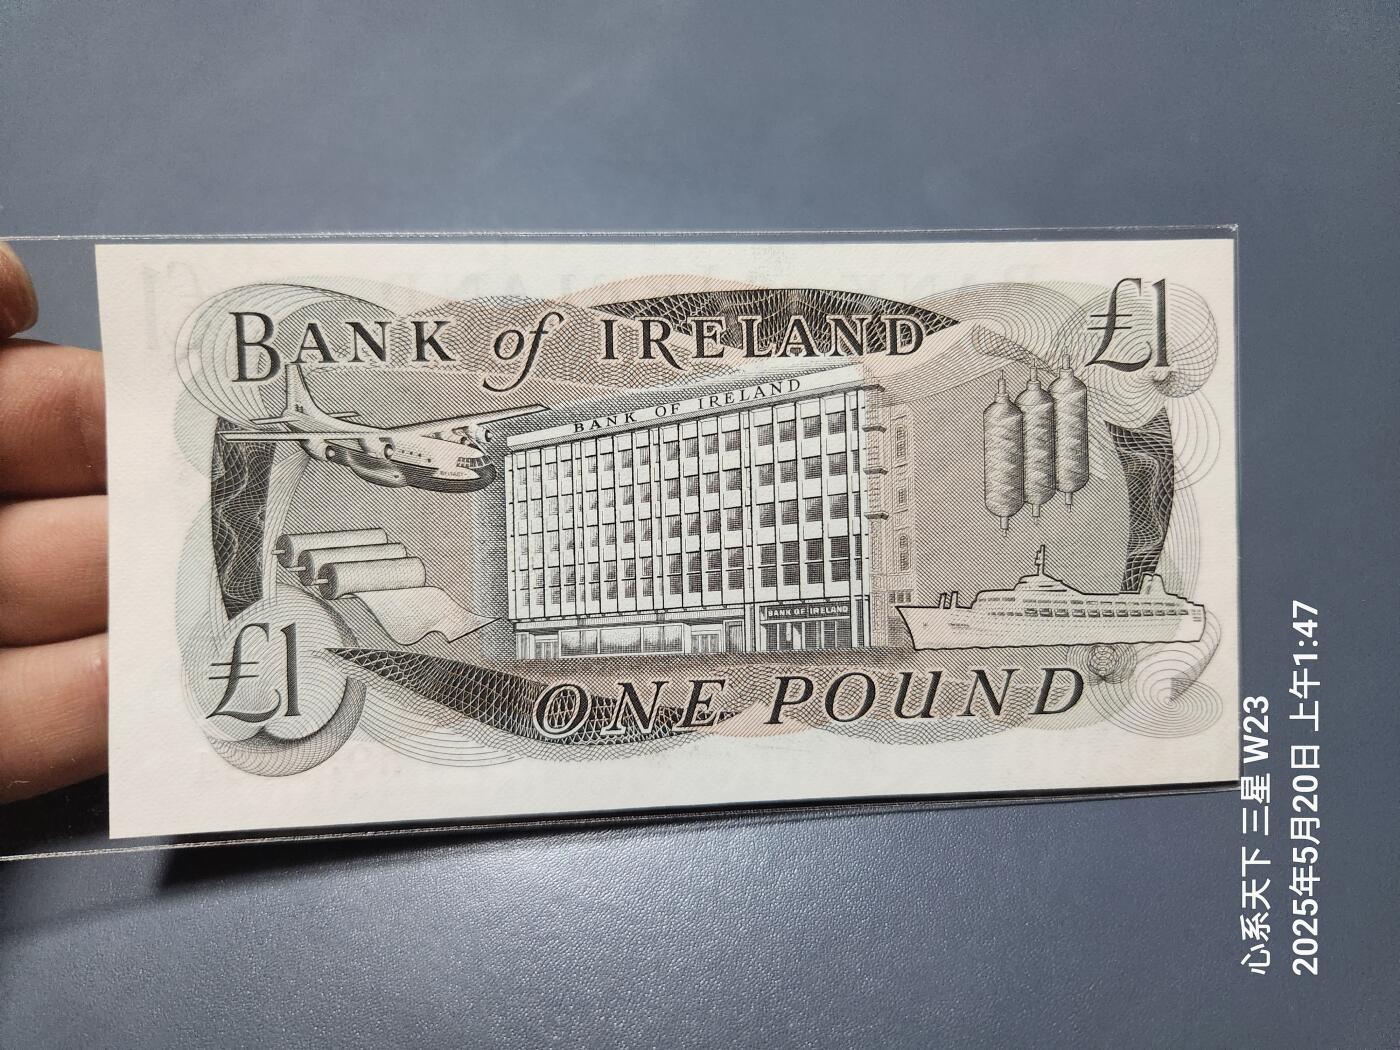 BANK of IRELAND
£1
BANK OF IRELAND
BELFAST
BANK OF IRELAND
£1
ONE POUND
心系天下 三星 W23
2025年5月20日 上午1:47